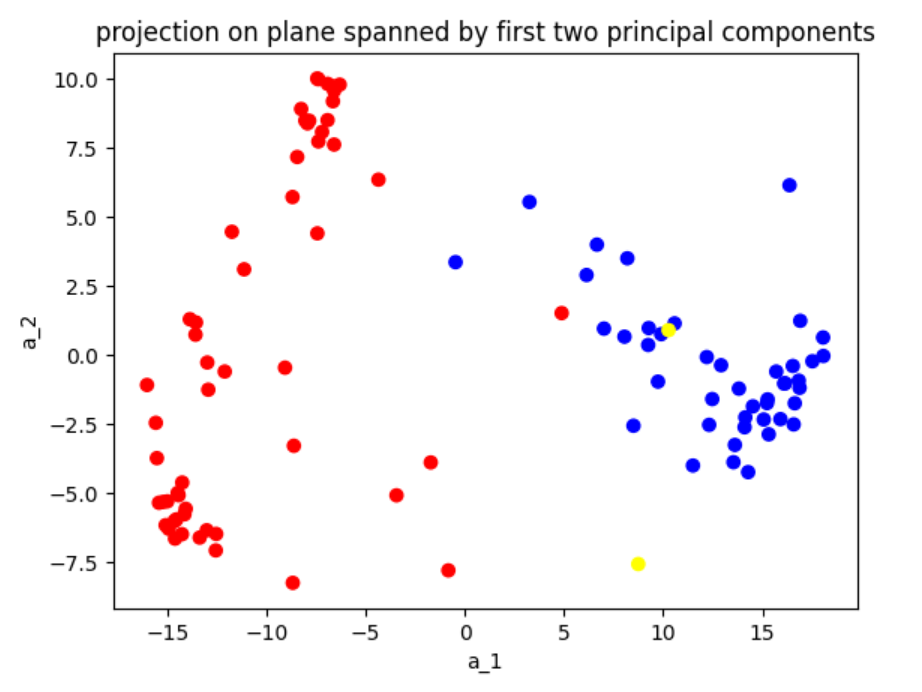 projection on plane spanned by first two principal components
10.0
7.5
5.0
2.5
0.0
−2.5
−5.0
−7.5
a_2
−15 −10 −5 0 5 10 15
a_1